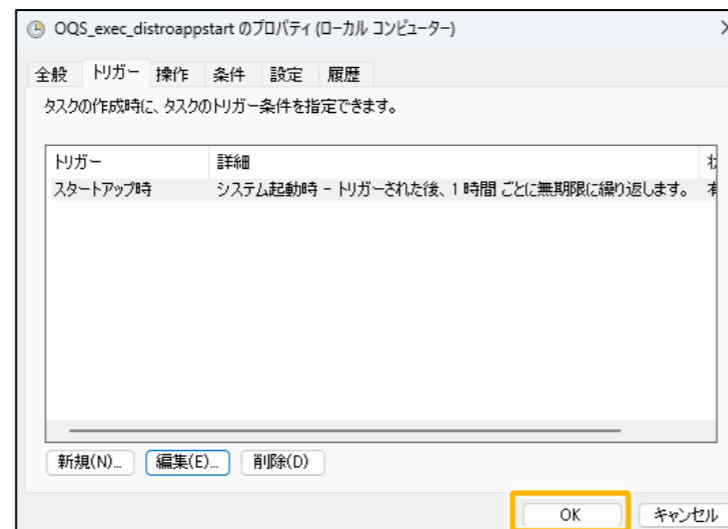 OQS_exec_distroappstart のプロパティ (ローカル コンピューター)
全般 トリガー 操作 条件 設定 履歴
タスクの作成時に、タスクのトリガー条件を指定できます。
トリガー 詳細
スタートアップ時 システム起動時 - トリガーされた後、1 時間 ごとに無期限に繰り返します。 有
新規(N)... 編集(E)... 削除(D)
OK キャンセル